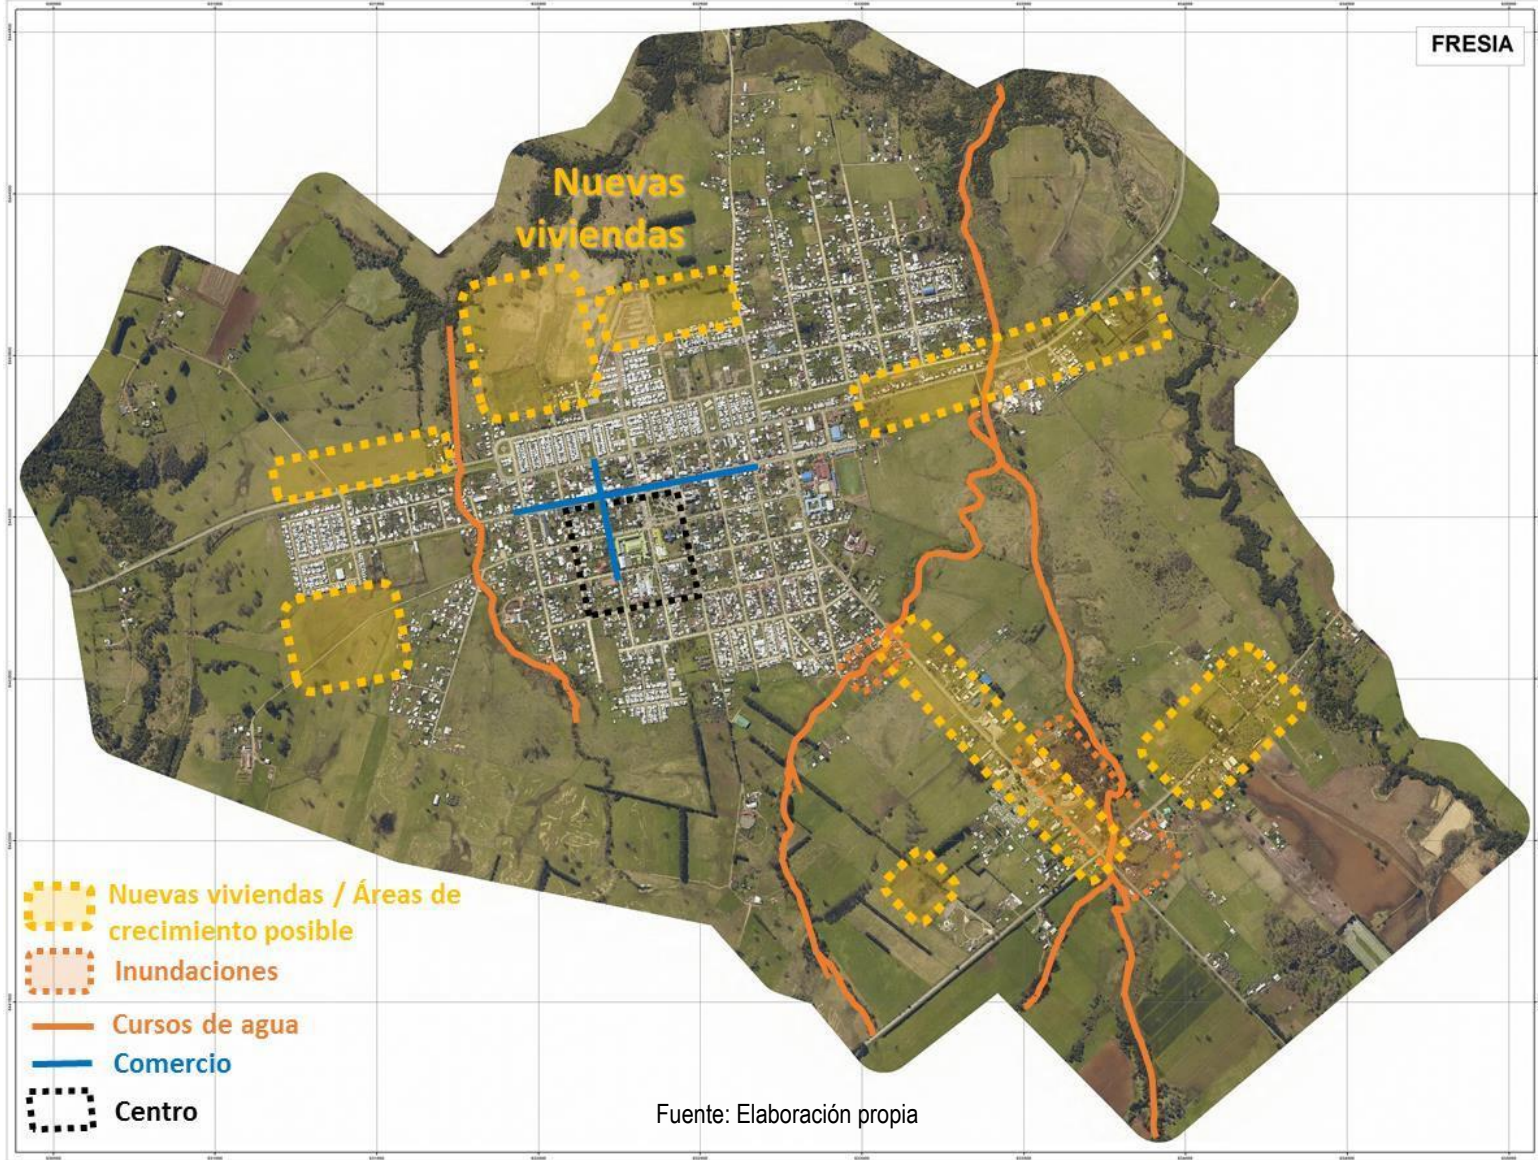 FRESIA
Nuevas
viviendas
Nuevas viviendas / Áreas de
crecimiento posible
Inundaciones
Cursos de agua
Comercio
Centro
Fuente: Elaboración propia